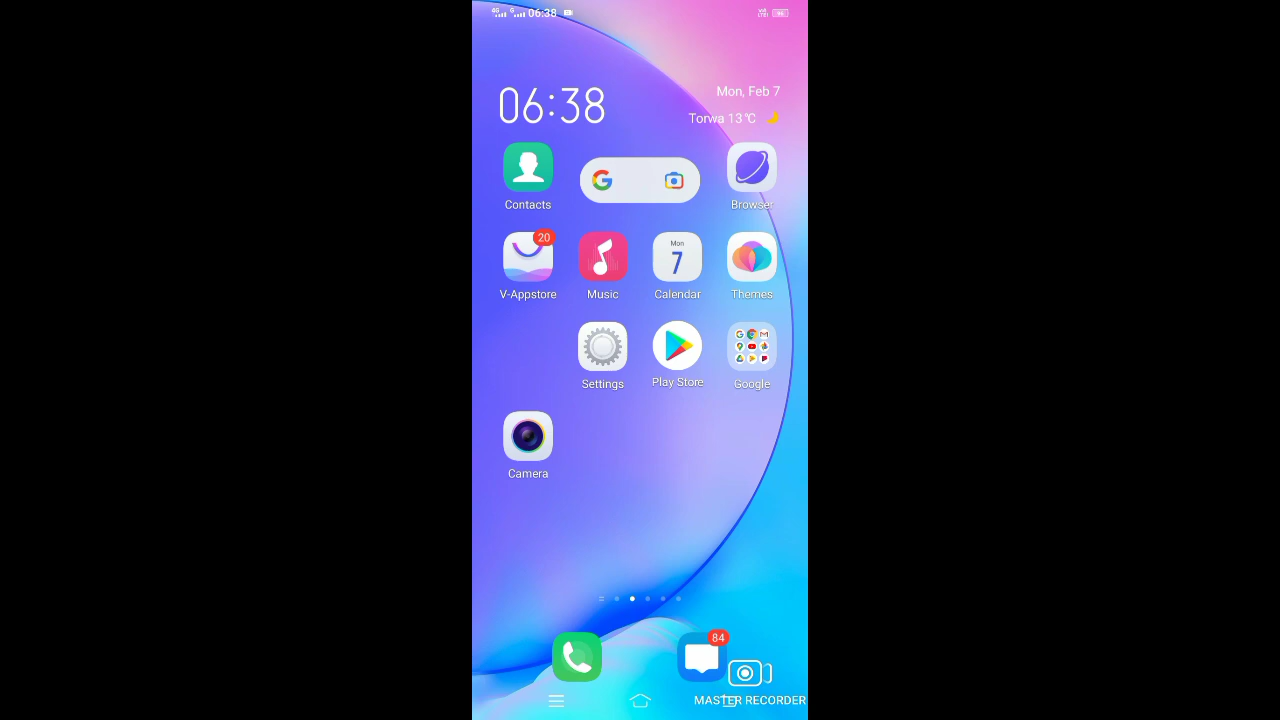 06:38
06:38
Mon, Feb 7
Torwa 13°C
Contacts
Browser
20
V-Appstore
Music
Mon
7
Calendar
Themes
Settings
Play Store
Google
Camera
84
MASTER RECORDER